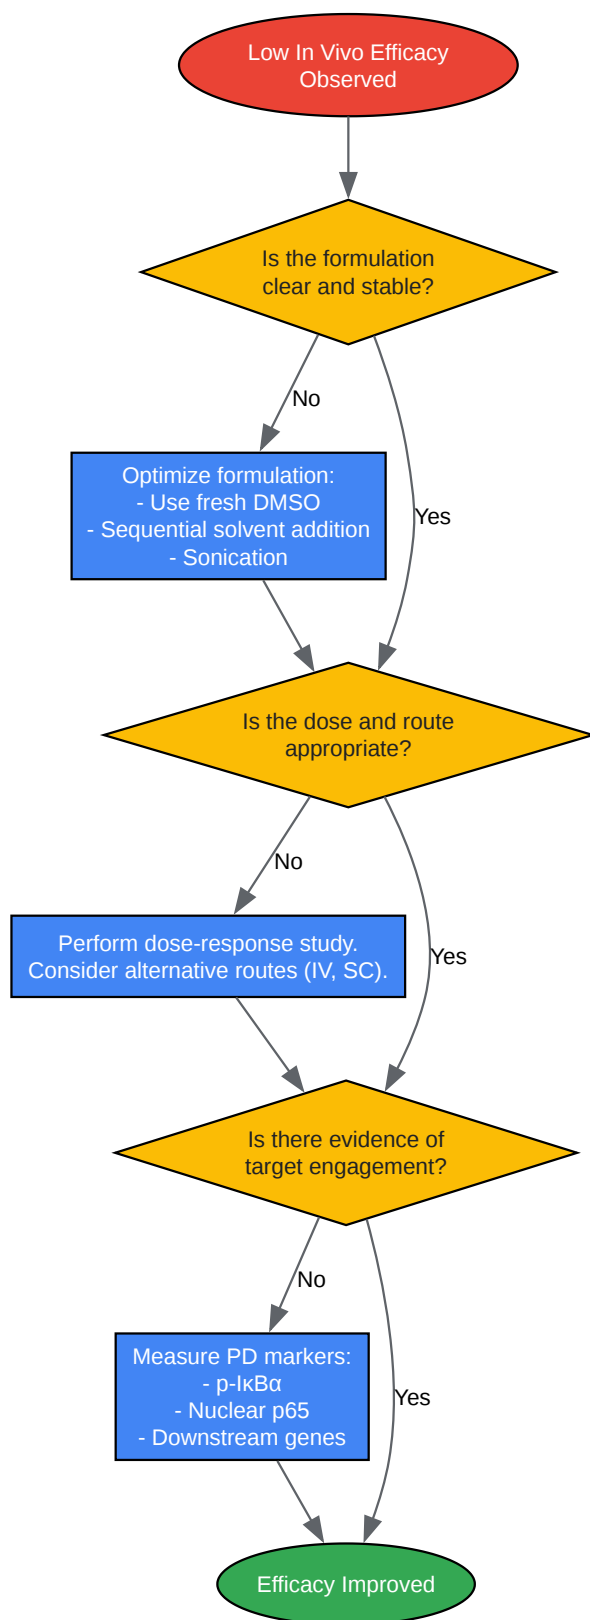 Low In Vivo Efficacy
Observed
Is the formulation
clear and stable?
No
Optimize formulation:
- Use fresh DMSO
- Sequential solvent addition
- Sonication
Yes
Is the dose and route
appropriate?
No
Perform dose-response study.
Consider alternative routes (IV, SC).
Yes
Is there evidence of
target engagement?
No
Measure PD markers:
- p-IκBα
- Nuclear p65
- Downstream genes
Yes
Efficacy Improved